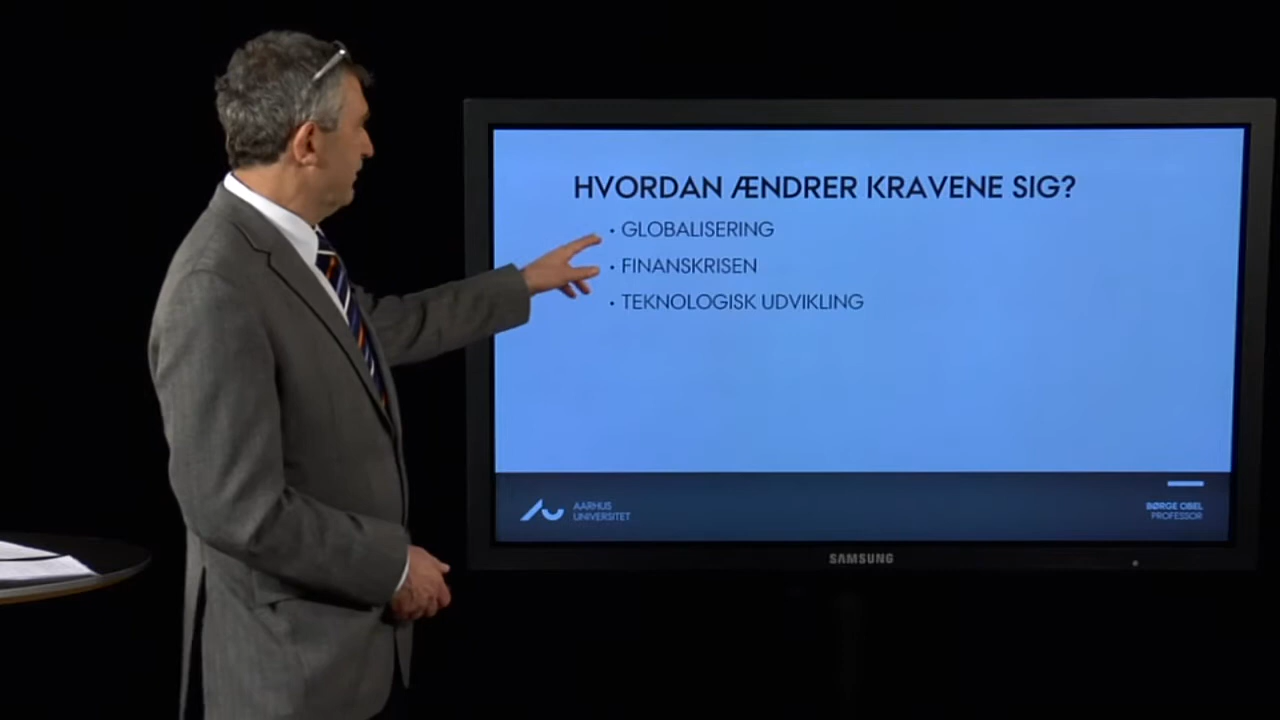 HVORDAN ÆNDRER KRAVENE SIG?
• GLOBALISERING
• FINANSKRISEN
• TEKNOLOGISK UDVIKLING
AARHUS
UNIVERSITET
BØRGE OBEL
PROFESSOR
SAMSUNG